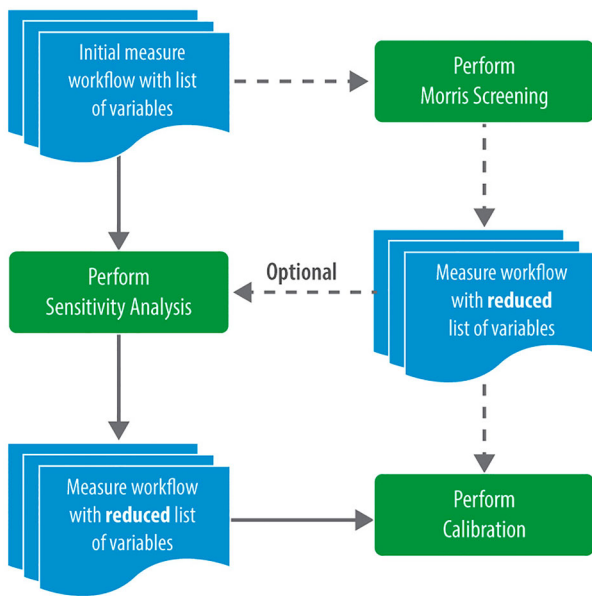 Initial measure
workflow with list
of variables
Perform
Morris Screening
Perform
Sensitivity Analysis
Optional
Measure workflow
with reduced
list of variables
Measure workflow
with reduced list
of variables
Perform
Calibration